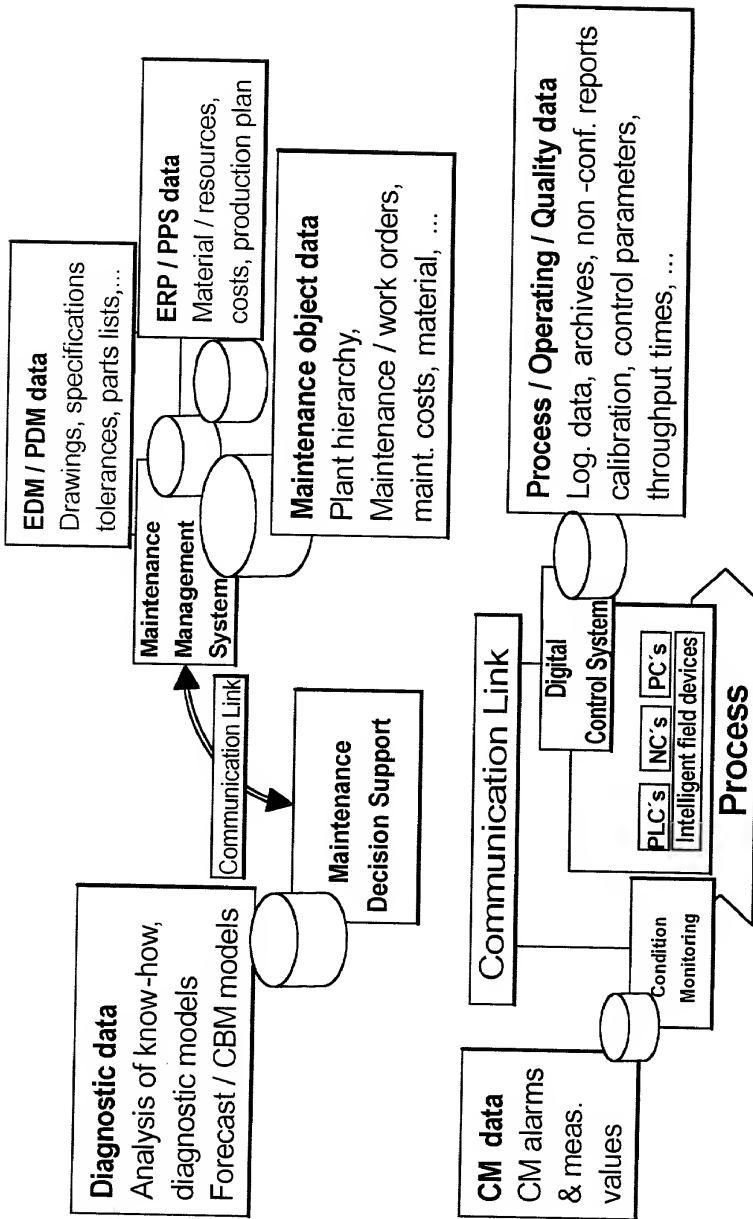 Diagnostic data
Analysis of know-how,
diagnostic models
Forecast / CBM models
Maintenance
Decision Support
Communication Link
Maintenance
Management
System
EDM / PDM data
Drawings, specifications
tolerances, parts lists,...
ERP / PPS data
Material / resources,
costs, production plan
Maintenance object data
Plant hierarchy,
Maintenance / work orders,
maint. costs, material, ...
CM data
CM alarms
& meas.
values
Condition
Monitoring
Communication Link
Digital
Control System
PLC´s NC´s PC´s
Intelligent field devices
Process
Process / Operating / Quality data
Log. data, archives, non -conf. reports
calibration, control parameters,
throughput times, ...